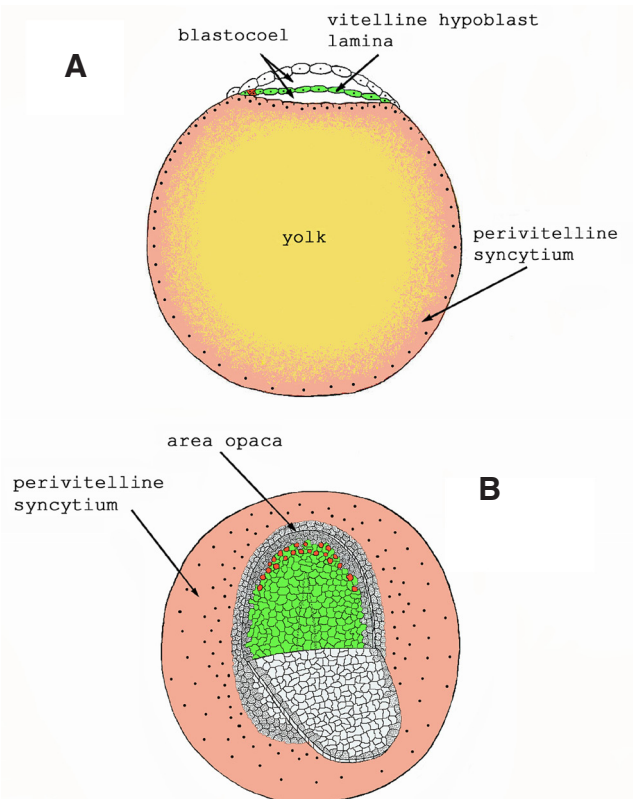 vitelline hypoblast
lamina
blastocoel
A
yolk
perivitelline
syncytium
area opaca
perivitelline
syncytium
B